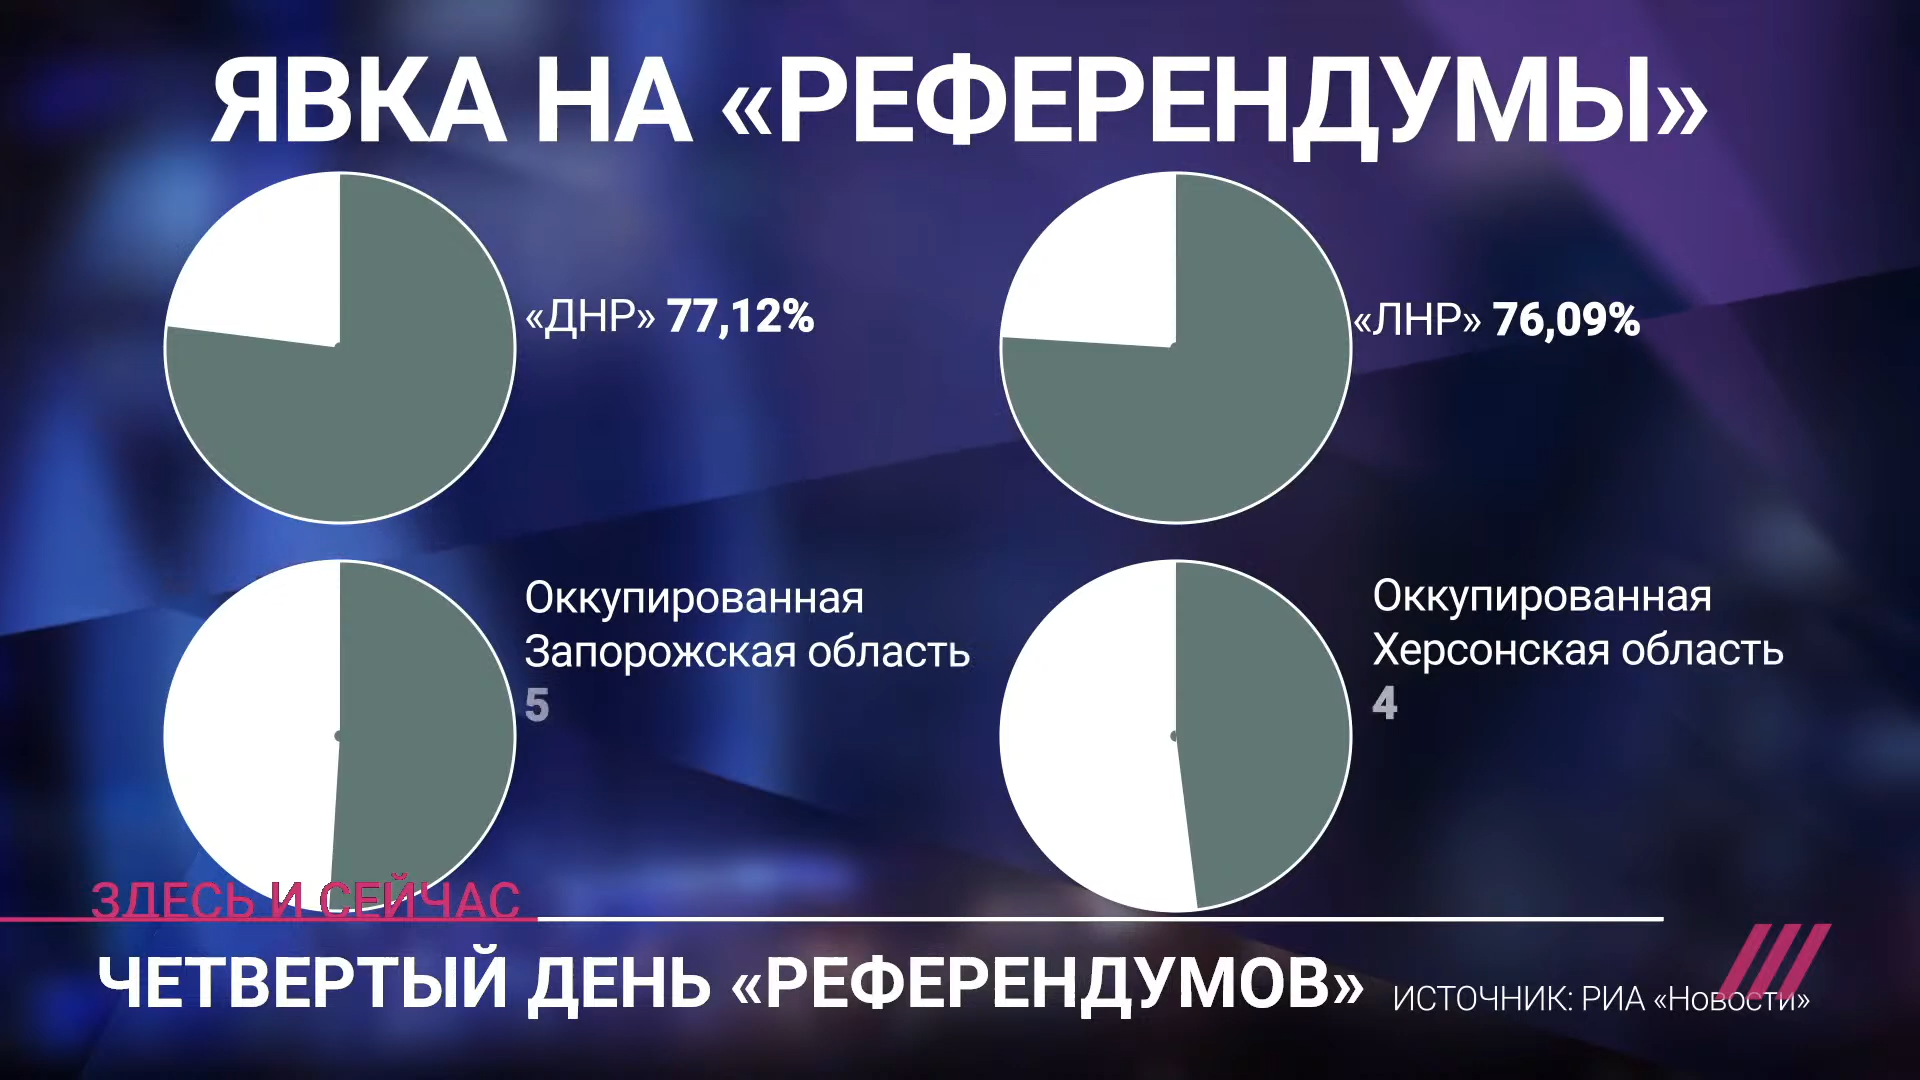 ЯВКА НА «РЕФЕРЕНДУМЫ»
«ДНР» 77,12%
«ЛНР» 76,09%
Оккупированная
Запорожская область
5
Оккупированная
Херсонская область
4
ЗДЕСЬ И СЕЙЧАС
ЧЕТВЕРТЫЙ ДЕНЬ «РЕФЕРЕНДУМОВ»
ИСТОЧНИК: РИА «Новости»